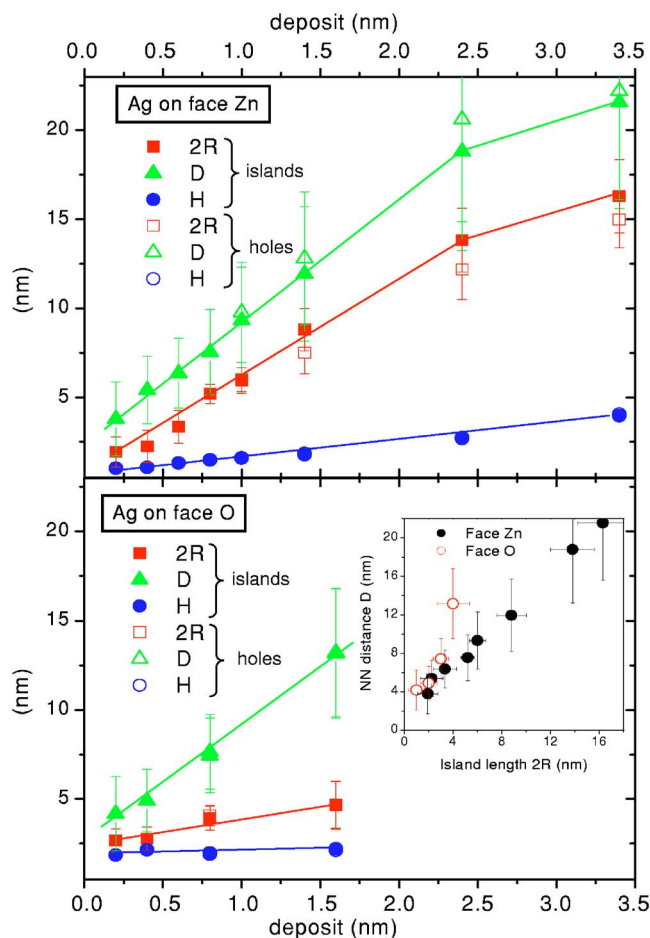 deposit (nm)
0.0 0.5 1.0 1.5 2.0 2.5 3.0 3.5
Ag on face Zn
2R
D
H
islands
2R
D
H
holes
20
15
10
5
(nm)
Ag on face O
2R
D
H
islands
2R
D
H
holes
20
15
10
5
Face Zn
Face O
22
20
16
12
8
4
0
NN distance D (nm)
0 4 8 12 16
Island length 2R (nm)
0.0 0.5 1.0 1.5 2.0 2.5 3.0 3.5
deposit (nm)